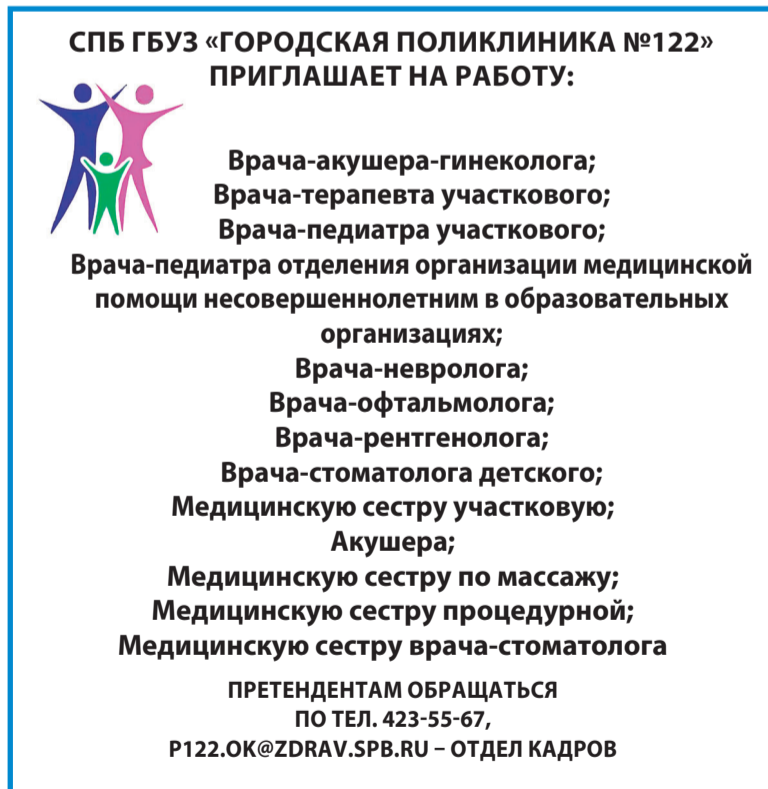 СПБ ГБУЗ «ГОРОДСКАЯ ПОЛИКЛИНИКА №122»
ПРИГЛАШАЕТ НА РАБОТУ:
Врача-акушера-гинеколога;
Врача-терапевта участкового;
Врача-педиатра участкового;
Врача-педиатра отделения организации медицинской
помощи несовершеннолетним в образовательных
организациях;
Врача-невролога;
Врача-офтальмолога;
Врача-рентгенолога;
Врача-стоматолога детского;
Медицинскую сестру участковую;
Акушера;
Медицинскую сестру по массажу;
Медицинскую сестру процедурной;
Медицинскую сестру врача-стоматолога
ПРЕТЕНДЕНТАМ ОБРАЩАТЬСЯ
ПО ТЕЛ. 423-55-67,
P122.OK@ZDRAV.SPB.RU – ОТДЕЛ КАДРОВ